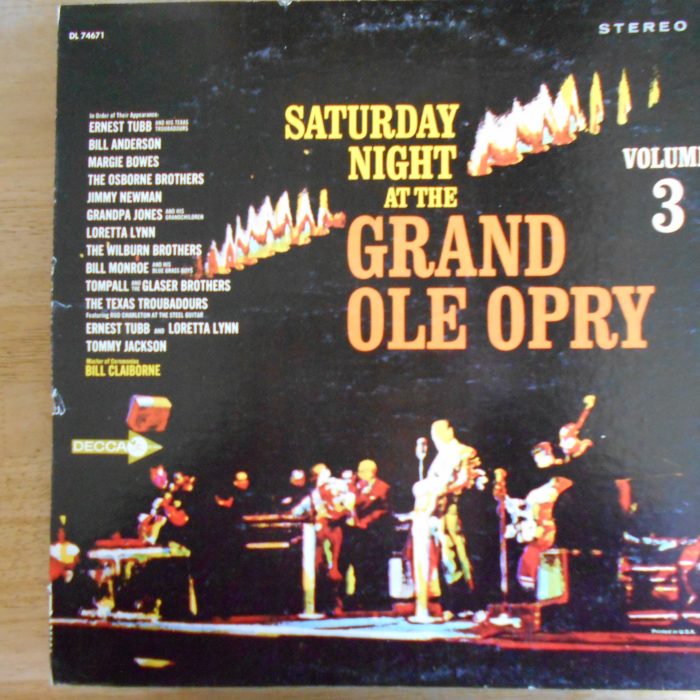 DL 74671
STEREO
In Order of Their Appearance:
ERNEST TUBB AND HIS TEXAS TROUBADOURS
BILL ANDERSON
MARGIE BOWES
THE OSBORNE BROTHERS
JIMMY NEWMAN
GRANDPA JONES AND HIS GRANDCHILDREN
LORETTA LYNN
THE WILBURN BROTHERS
BILL MONROE AND HIS BLUE GRASS BOYS
TOMPALL AND THE GLASER BROTHERS
THE TEXAS TROUBADOURS
Featuring BUD CHARLETON AT THE STEEL GUITAR
ERNEST TUBB AND LORETTA LYNN
TOMMY JACKSON
Master of Ceremonies
BILL CLAIBORNE
SATURDAY
NIGHT
AT THE
GRAND
OLE OPRY
VOLUME
3
DECCA
Printed in U.S.A.